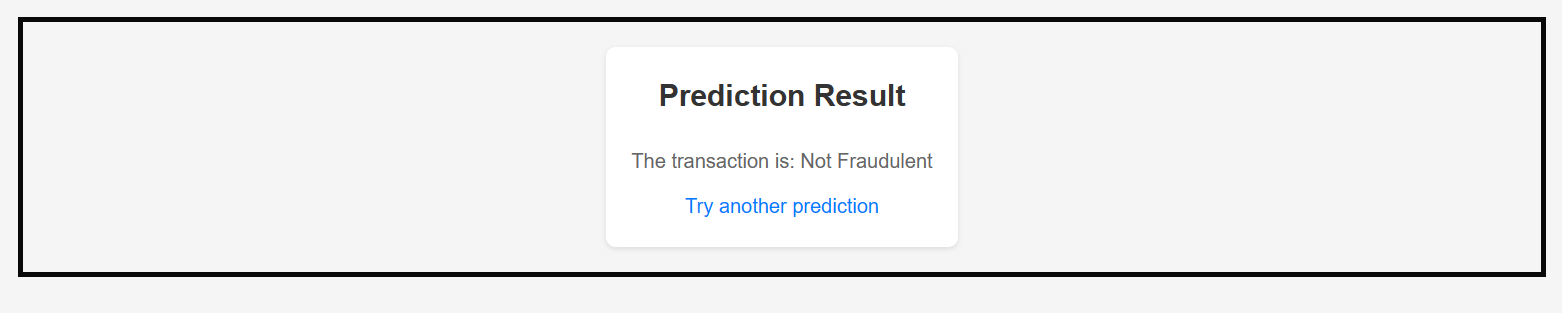 Prediction Result
The transaction is: Not Fraudulent
Try another prediction